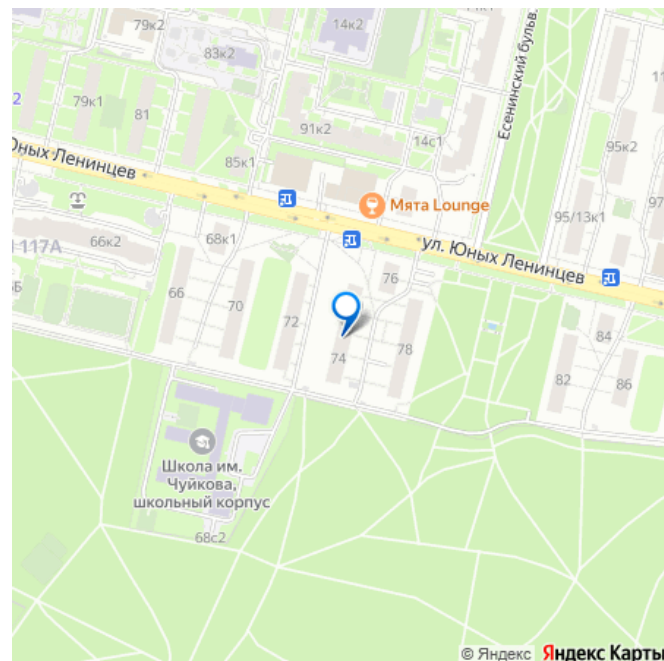 79к2
14к2
83к2
Есенинский бульв.
79к1
81
91к2
14с1
95к2
Юных Ленинцев
85к1
Мята Lounge
95/13к1
66к2
68к1
ул. Юных Ленинцев
117А
76
66
70
72
74
78
84
82
86
Школа им.
Чуйкова,
школьный корпус
68с2
© Яндекс Яндекс Карты